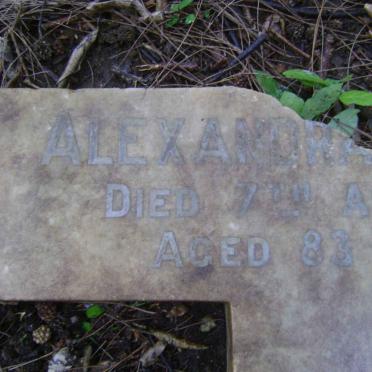 ALEXANDRA
DIED 7TH A
AGED 83